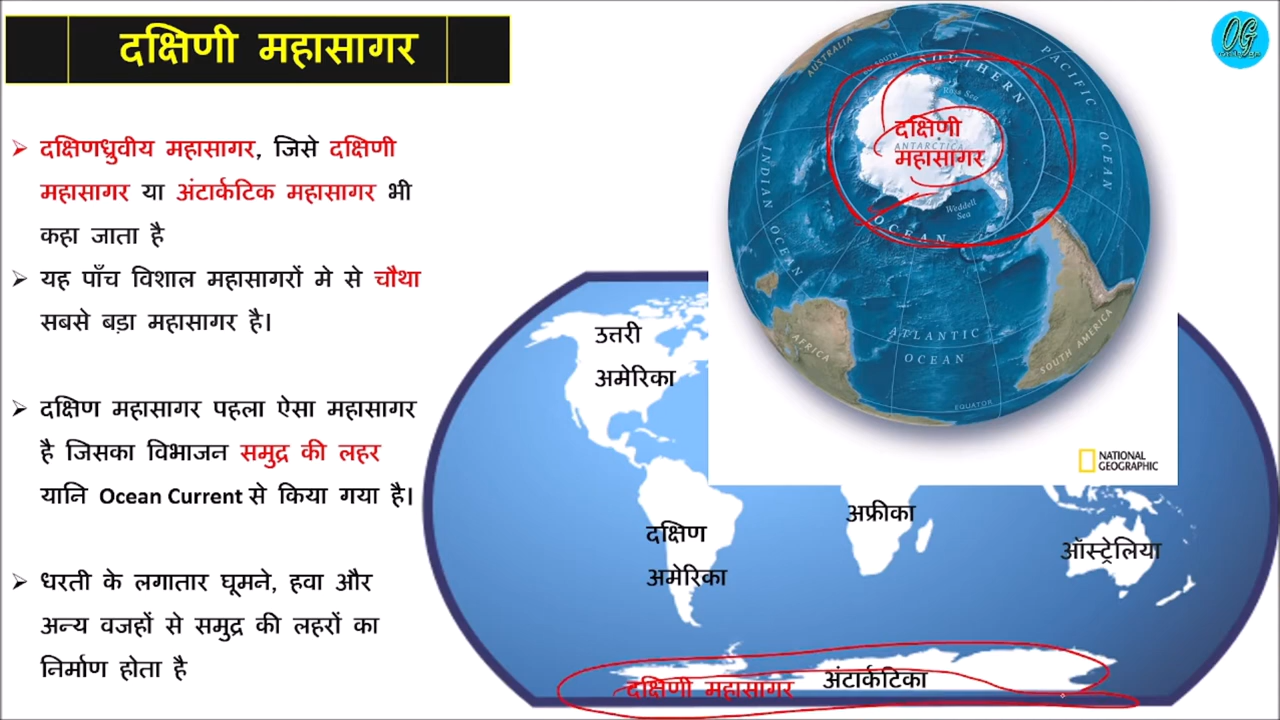 दक्षिणी महासागर
दक्षिणध्रुवीय महासागर, जिसे दक्षिणी
महासागर या अंटार्कटिक महासागर भी
कहा जाता है
यह पाँच विशाल महासागरों मे से चौथा
सबसे बड़ा महासागर है।
दक्षिण महासागर पहला ऐसा महासागर
है जिसका विभाजन समुद्र की लहर
यानि Ocean Current से किया गया है।
धरती के लगातार घूमने, हवा और
अन्य वजहों से समुद्र की लहरों का
निर्माण होता है
OG
AUSTRALIA
SOUTHERN
PACIFIC OCEAN
Ross Sea
दक्षिणी
ANTARCTICA
महासागर
INDIAN OCEAN
Weddell
Sea
OCEAN
ATLANTIC
OCEAN
AFRICA
SOUTH AMERICA
EQUATOR
NATIONAL
GEOGRAPHIC
उत्तरी
अमेरिका
अफ्रीका
दक्षिण
अमेरिका
ऑस्ट्रेलिया
अंटार्कटिका
दक्षिणी महासागर